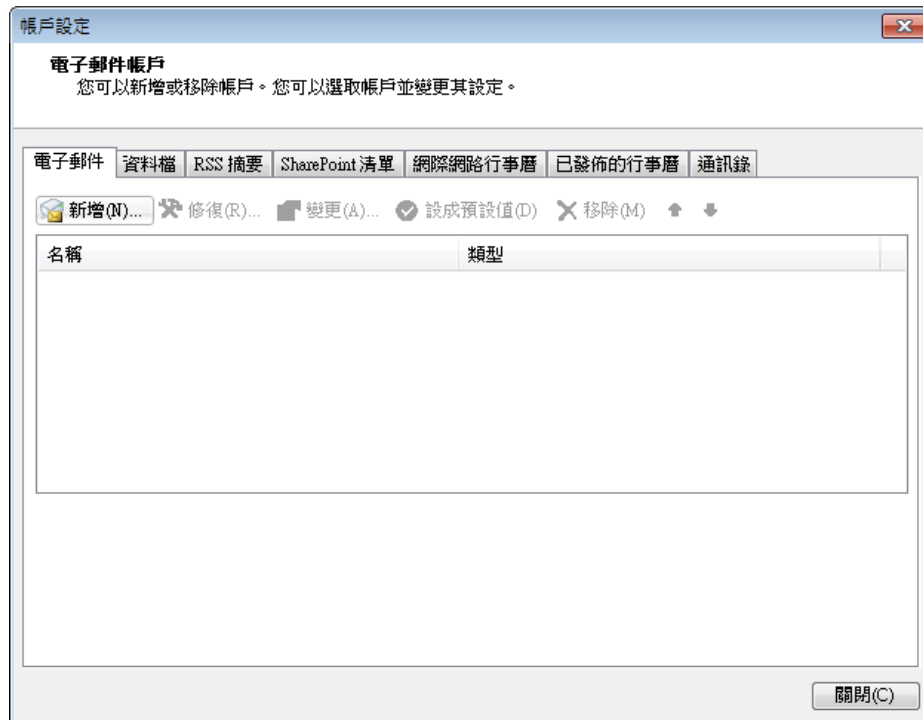 帳戶設定
電子郵件帳戶
您可以新增或移除帳戶。您可以選取帳戶並變更其設定。
電子郵件 資料檔 RSS 摘要 SharePoint 清單 網際網路行事曆 已發佈的行事曆 通訊錄
新增(N)... 修復(R)... 變更(A)... 設成預設值(D) 移除(M)
名稱 類型
關閉(C)